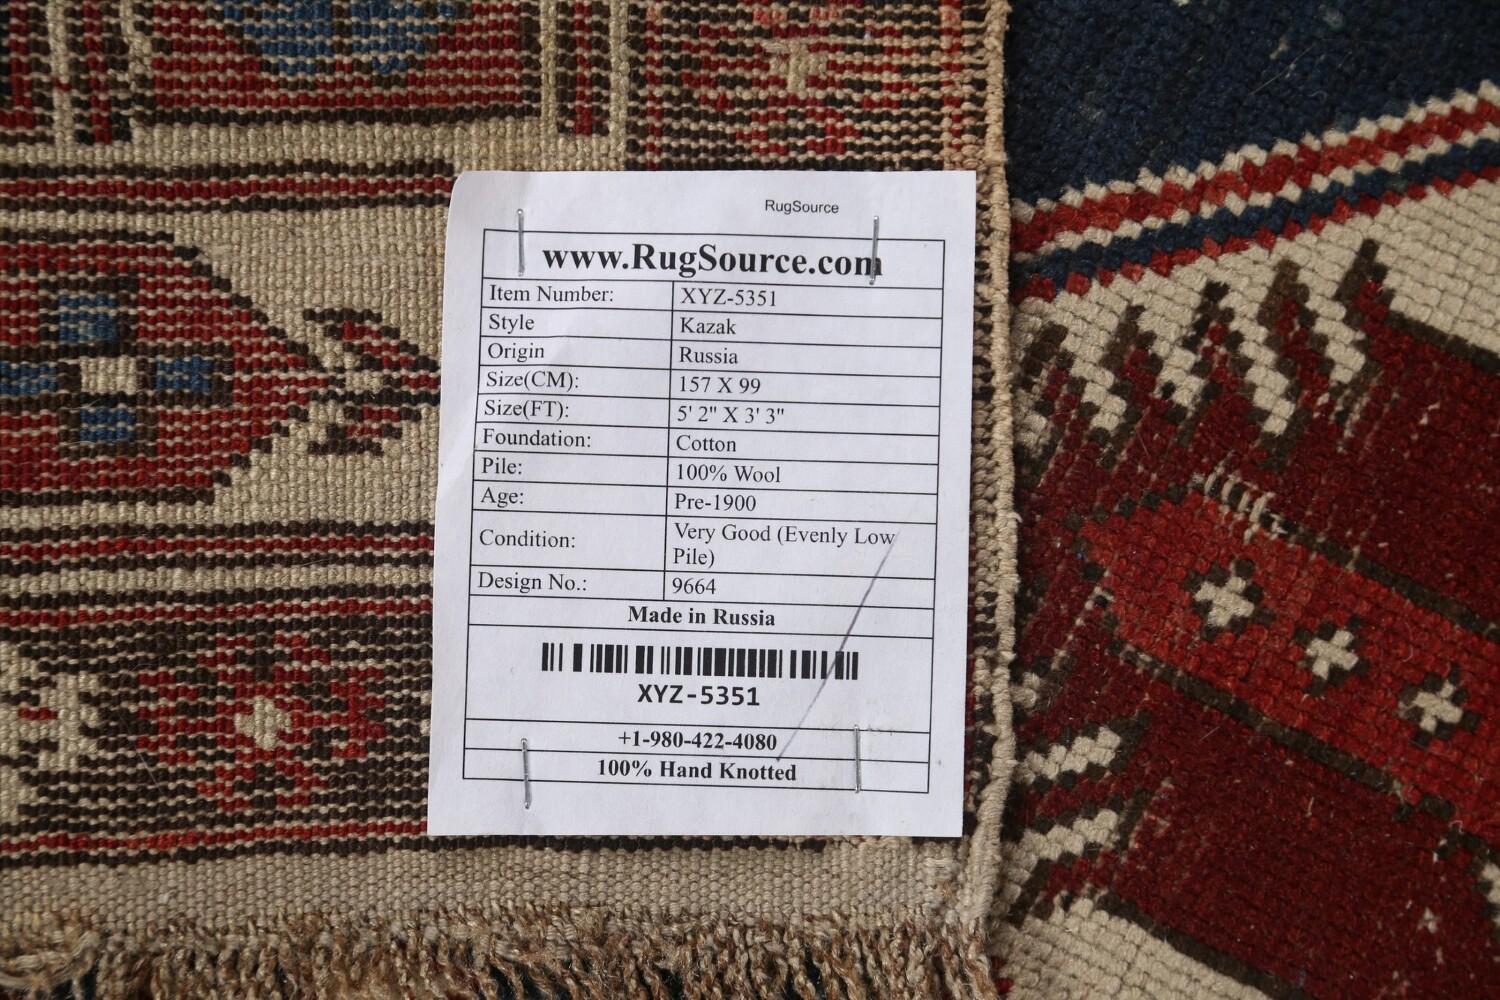 RugSource
www.RugSource.com
Item Number: XYZ-5351
Style Kazak
Origin Russia
Size(CM): 157 X 99
Size(FT): 5' 2" X 3' 3"
Foundation: Cotton
Pile: 100% Wool
Age: Pre-1900
Condition: Very Good (Evenly Low
Pile)
Design No.: 9664
Made in Russia
XYZ-5351
+1-980-422-4080
100% Hand Knotted